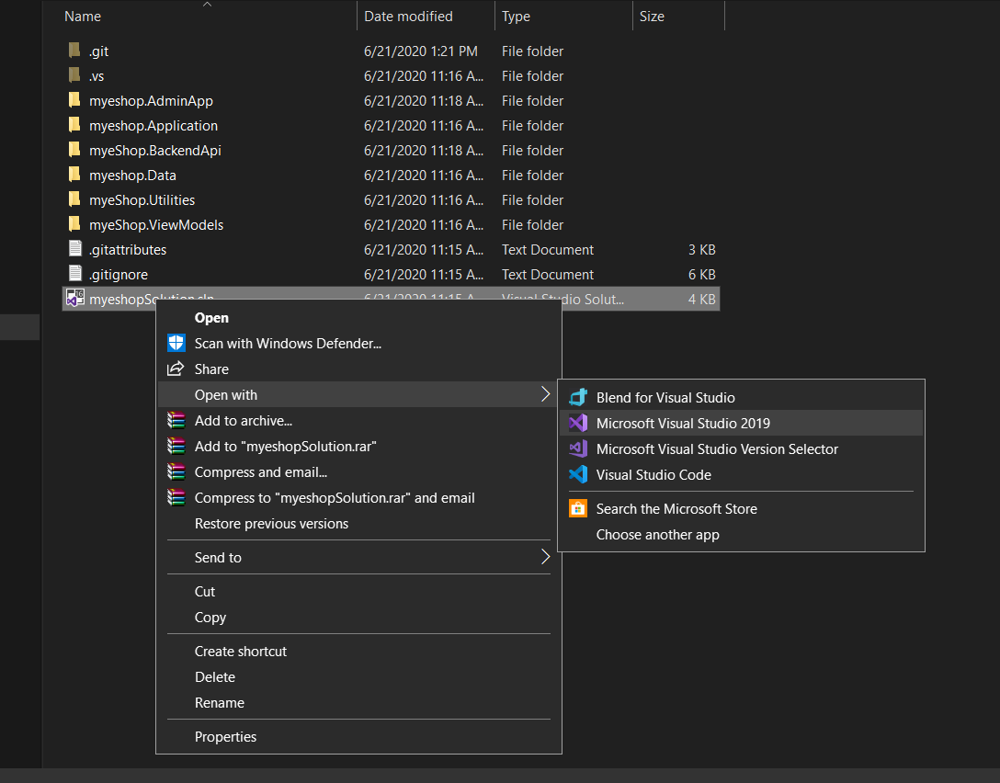 Name Date modified Type Size
.git 6/21/2020 1:21 PM File folder
.vs 6/21/2020 11:16 A... File folder
myeshop.AdminApp 6/21/2020 11:18 A... File folder
myeshop.Application 6/21/2020 11:16 A... File folder
myeShop.BackendApi 6/21/2020 11:18 A... File folder
myeshop.Data 6/21/2020 11:16 A... File folder
myeShop.Utilities 6/21/2020 11:16 A... File folder
myeShop.ViewModels 6/21/2020 11:16 A... File folder
.gitattributes 6/21/2020 11:15 A... Text Document 3 KB
.gitignore 6/21/2020 11:15 A... Text Document 6 KB
myeshopSolution.sln 6/21/2020 11:15 A... Visual Studio Solut... 4 KB
Open
Scan with Windows Defender...
Share
Open with
Add to archive...
Add to "myeshopSolution.rar"
Compress and email...
Compress to "myeshopSolution.rar" and email
Restore previous versions
Send to
Cut
Copy
Create shortcut
Delete
Rename
Properties
Blend for Visual Studio
Microsoft Visual Studio 2019
Microsoft Visual Studio Version Selector
Visual Studio Code
Search the Microsoft Store
Choose another app